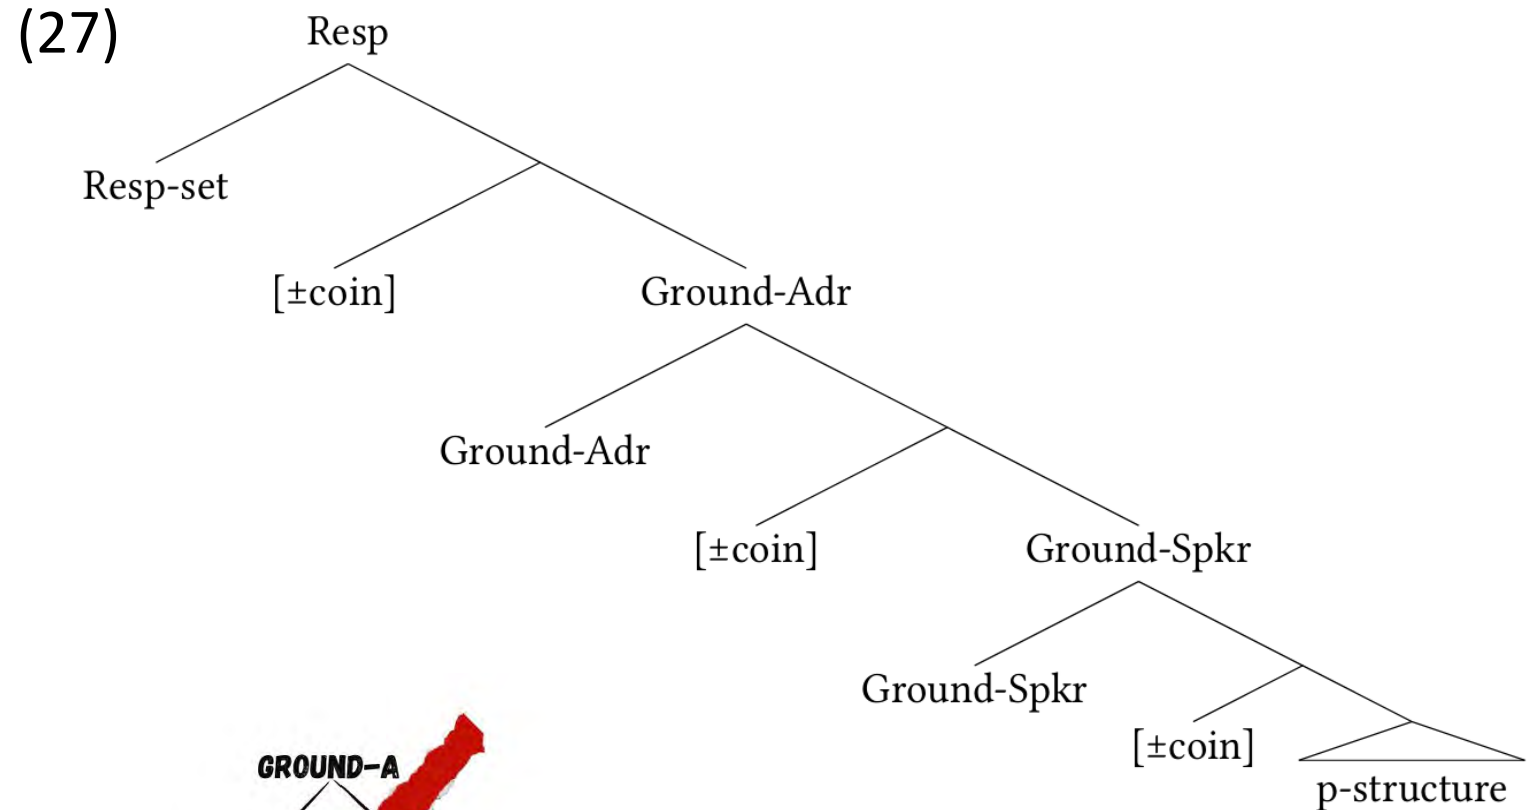 (27)
Resp
Resp-set
[±coin]
Ground-Adr
Ground-Adr
[±coin]
Ground-Spkr
Ground-Spkr
[±coin]
GROUND-A
p-structure